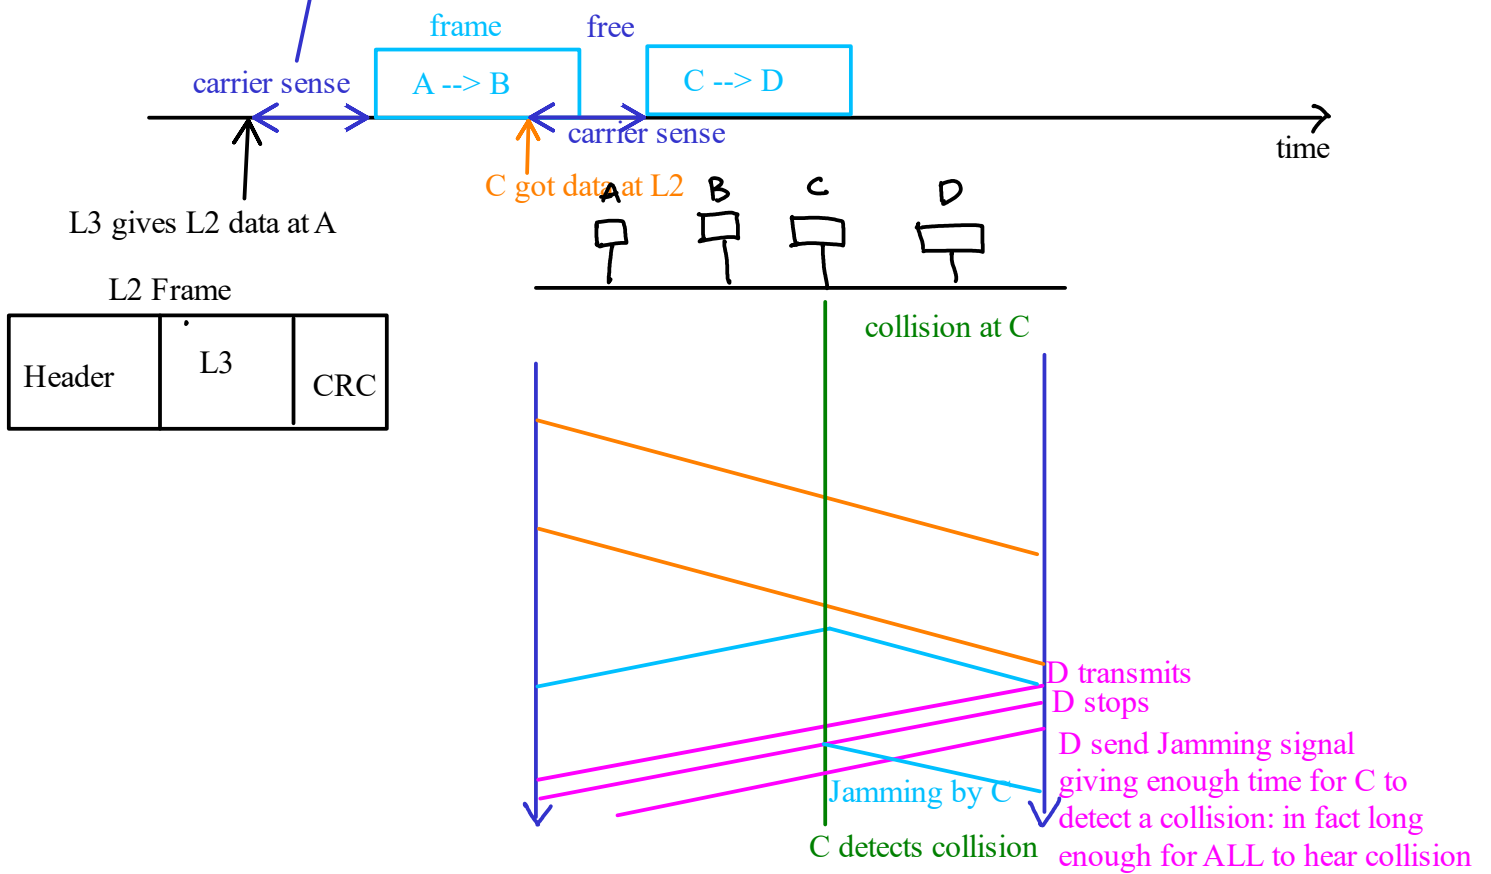 frame
free
carrier sense
A --> B
C --> D
carrier sense
time
C got data at L2
L3 gives L2 data at A
A
B
C
D
L2 Frame
Header
L3
CRC
collision at C
D transmits
D stops
D send Jamming signal
giving enough time for C to
detect a collision: in fact long
enough for ALL to hear collision
Jamming by C
C detects collision